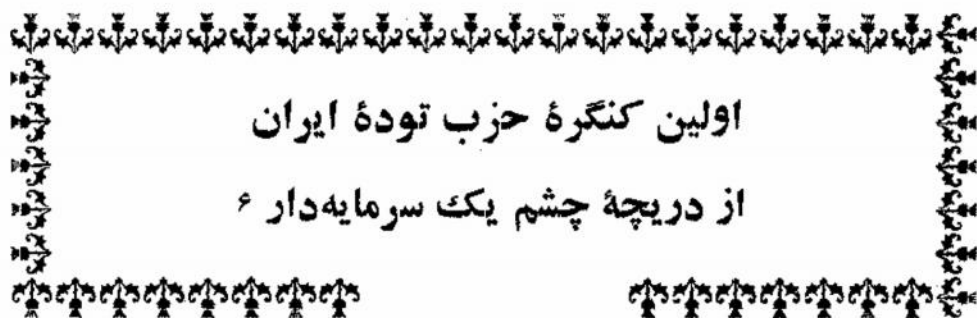 اولین کنگرهٔ حزب تودهٔ ایران
از دریچهٔ چشم یک سرمایه‌دار ۶